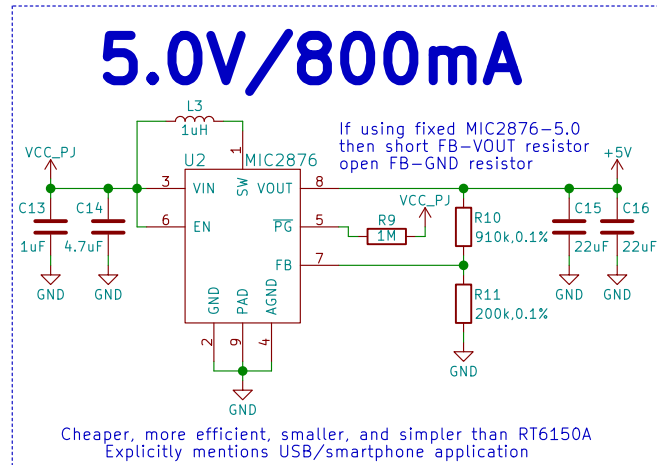 5.0V/800mA
L3
1uH
If using fixed MIC2876-5.0
then short FB-VOUT resistor
open FB-GND resistor
VCC_PJ
U2
MIC2876
+5V
1
SW
3
VIN
VOUT
8
VCC_PJ
C13
C14
6
EN
PG
5
R9
1M
R10
910k,0.1%
C15
C16
1uF
4.7uF
22uF
22uF
FB
7
GND
GND
GND
PAD
AGND
R11
200k,0.1%
GND
GND
2
9
4
GND
GND
Cheaper, more efficient, smaller, and simpler than RT6150A
Explicitly mentions USB/smartphone application